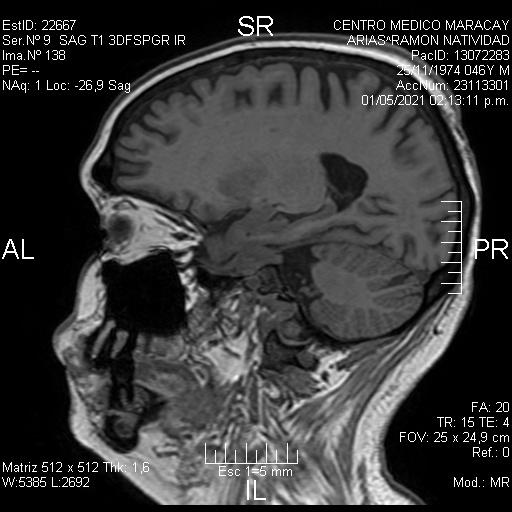 EstID: 22667
Ser.Nº 9 SAG T1 3DFSPGR IR
Ima.Nº 138
PE= --
NAq: 1 Loc: -26,9 Sag
SR
CENTRO MEDICO MARACAY
ARIAS^RAMON NATIVIDAD
PacID: 13072283
25/11/1974 046Y M
AccNum: 23113301
01/05/2021 02:13:11 p.m.
AL
PR
FA: 20
TR: 15 TE: 4
FOV: 25 x 24,9 cm
Ref.: 0
Matriz 512 x 512 Thk: 1,6
W:5385 L:2692
Esc 1=5 mm
IL
Mod.: MR